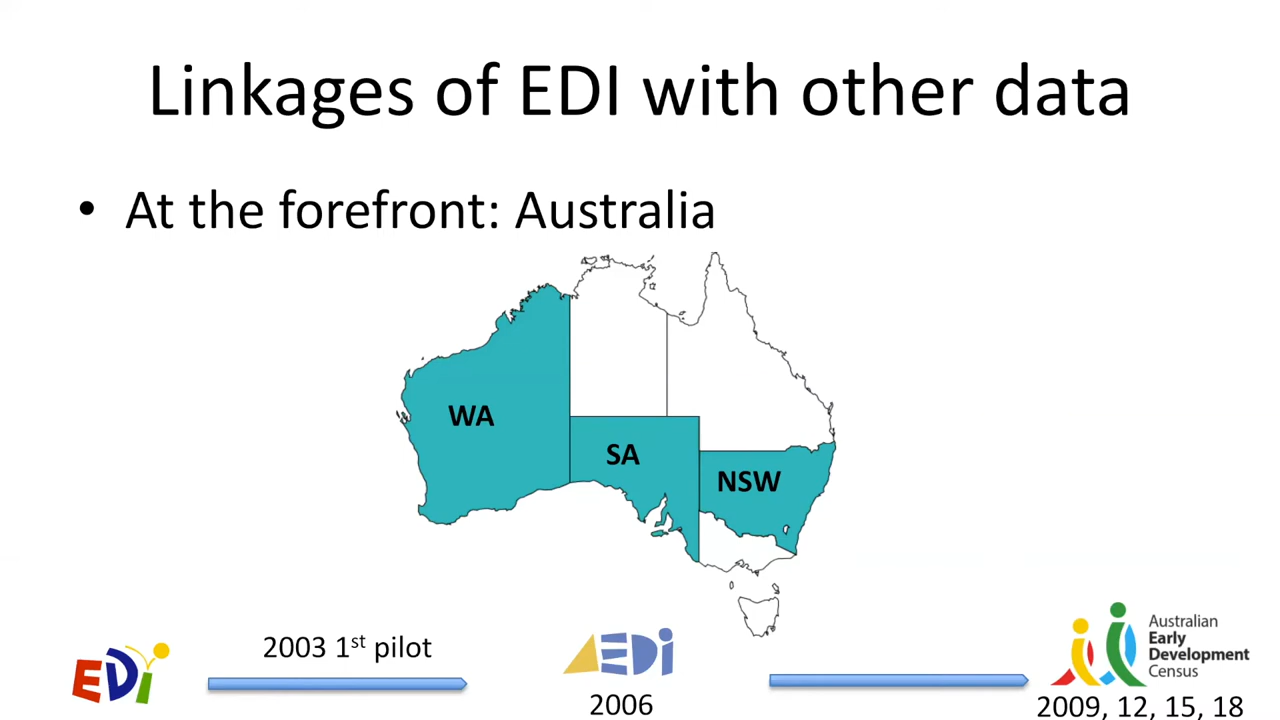 Linkages of EDI with other data
• At the forefront: Australia
WA
SA
NSW
2003 1st pilot
EDi
AEDi
2006
Australian
Early
Development
Census
2009, 12, 15, 18